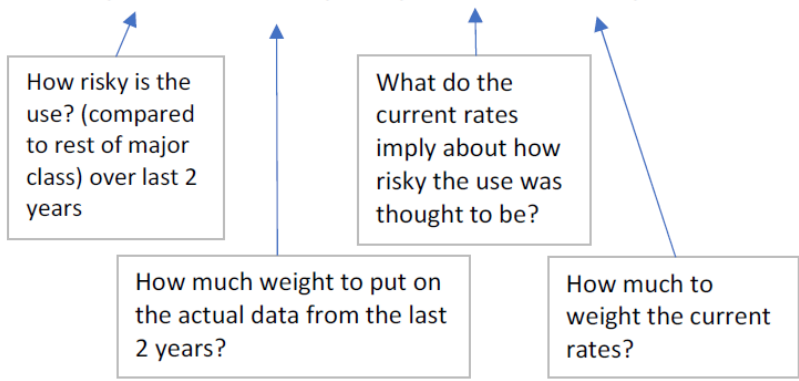 How risky is the
use? (compared
to rest of major
class) over last 2
years
What do the
current rates
imply about how
risky the use was
thought to be?
How much weight to put on
the actual data from the last
2 years?
How much to
weight the current
rates?